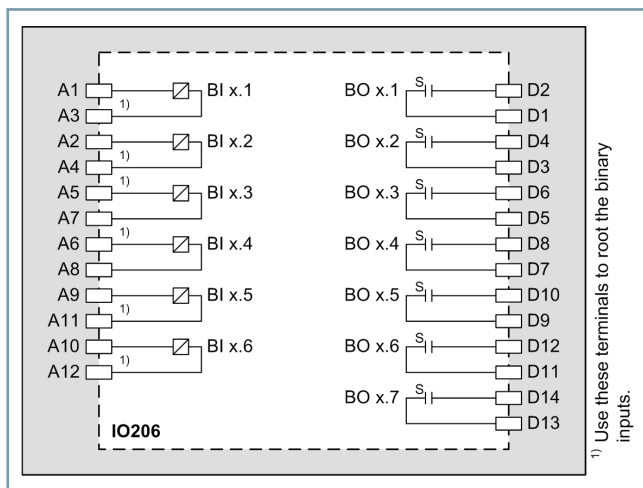 A1 BI x.1 BO x.1 S D2
1)
A3 D1
A2 BI x.2 BO x.2 S D4
1)
A4 D3
1)
A5 BI x.3 BO x.3 S D6
A7 D5
1)
A6 BI x.4 BO x.4 S D8
A8 D7
A9 BI x.5 BO x.5 S D10
1)
A11 D9
A10 BI x.6 BO x.6 S D12
1)
A12 D11
BO x.7 S D14
D13
IO206
1) Use these terminals to root the binary
inputs.